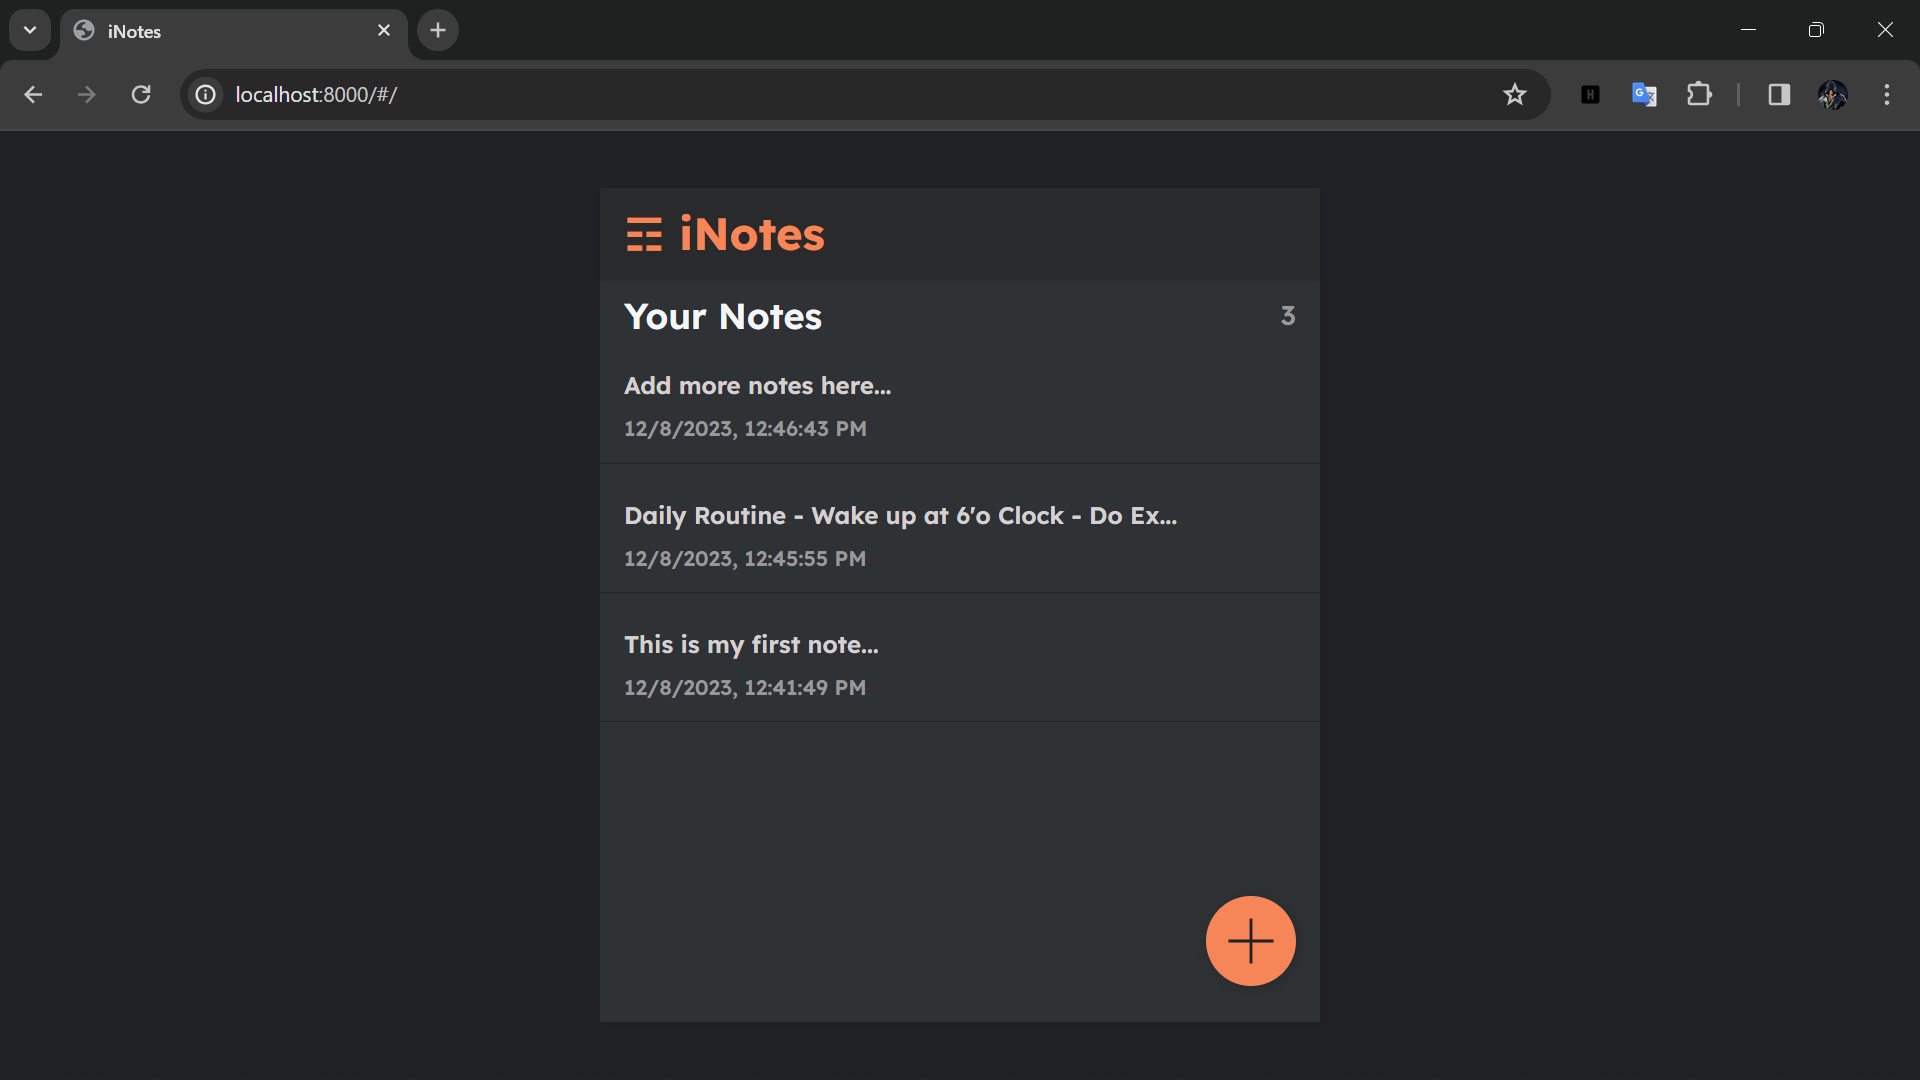 iNotes
localhost:8000/#/
H
G
iNotes
Your Notes
3
Add more notes here...
12/8/2023, 12:46:43 PM
Daily Routine - Wake up at 6'o Clock - Do Ex...
12/8/2023, 12:45:55 PM
This is my first note...
12/8/2023, 12:41:49 PM